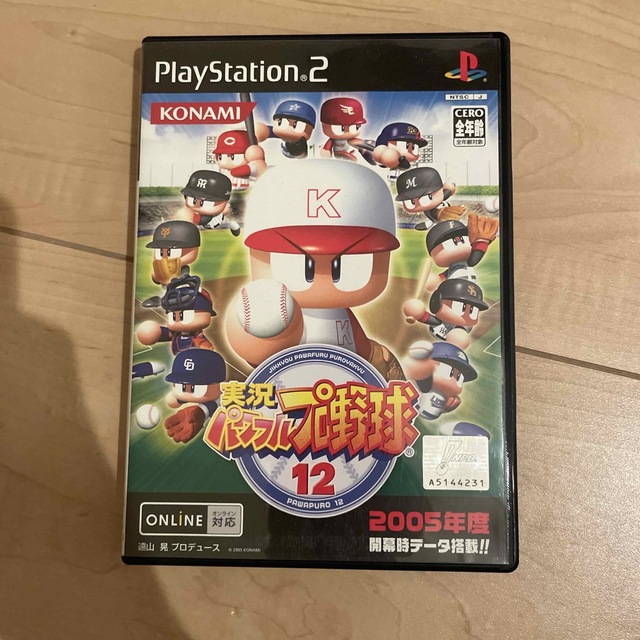 PlayStation®2
NTSC J
KONAMI
CERO
全年齢
全年齢対象
K
K
JIKKYOU PAWAFURU PUROYAKYU
実況
パワフルプロ野球®
12
PAWAPURO 12
NPB
A5144231
ONLINE オンライン対応
2005年度
開幕時データ搭載!!
遠山 晃 プロデュース
© 2005 KONAMI